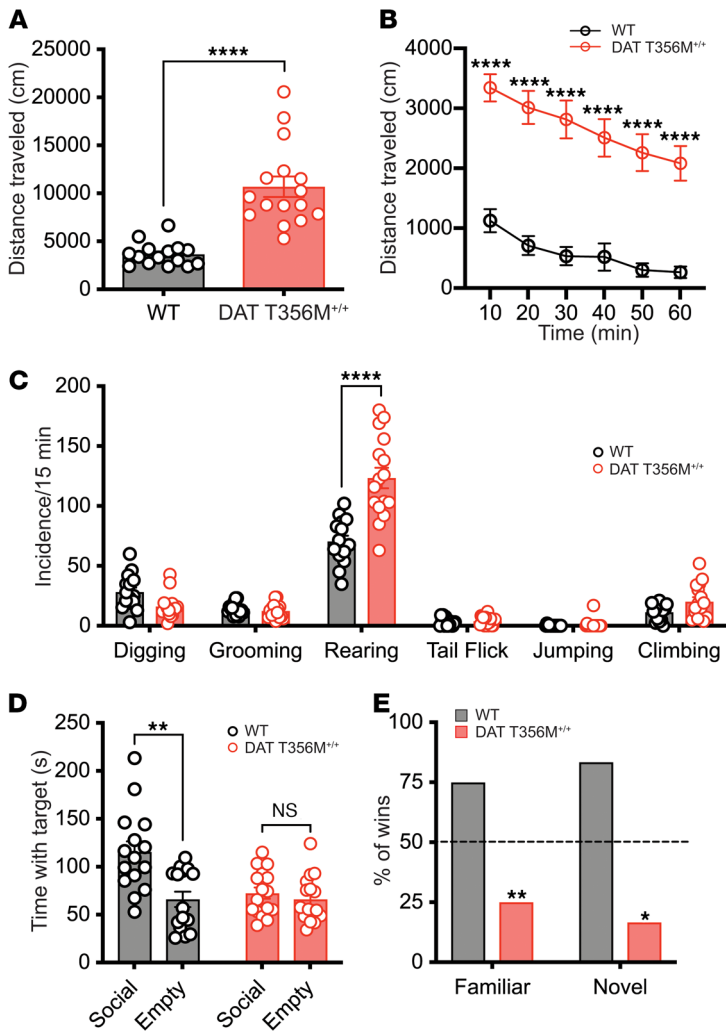 A
Distance traveled (cm)
25000
20000
15000
10000
5000
0
****
WT
DAT T356M+/+
B
WT
DAT T356M+/+
Distance traveled (cm)
4000
3000
2000
1000
0
**** **** **** **** **** ****
10 20 30 40 50 60
Time (min)
C
Incidence/15 min
200
150
100
50
0
****
WT
DAT T356M+/+
Digging Grooming Rearing Tail Flick Jumping Climbing
D
Time with target (s)
250
200
150
100
50
0
**
WT
DAT T356M+/+
NS
Social Empty Social Empty
E
WT
DAT T356M+/+
% of wins
100
75
50
25
0
**
*
Familiar Novel